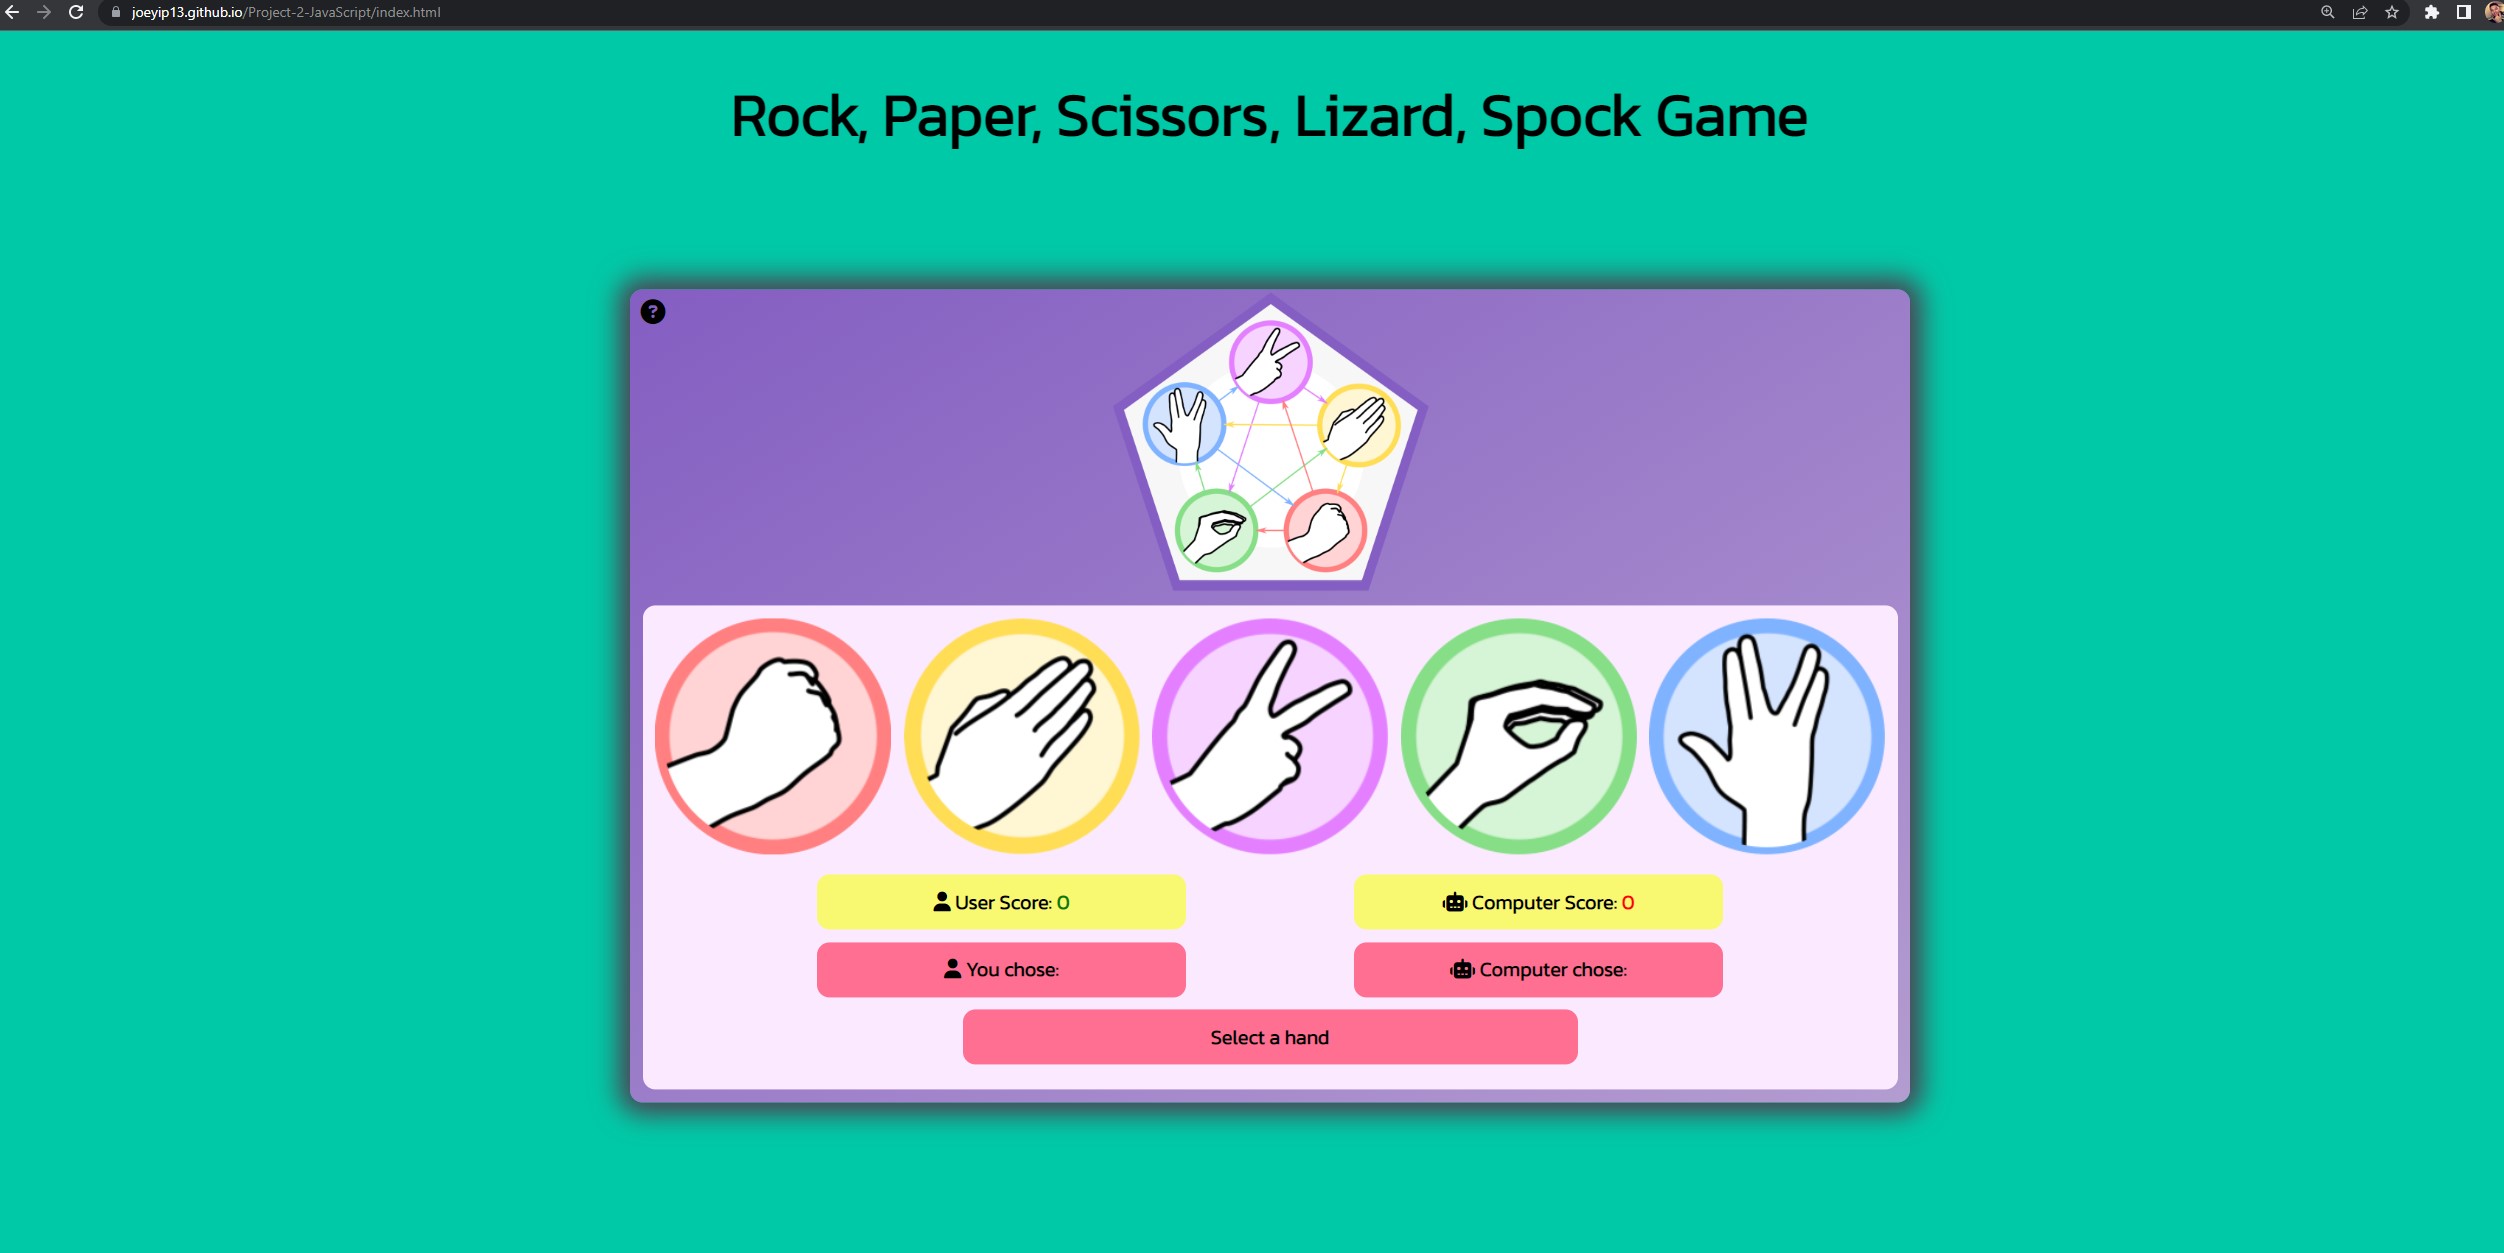 joeyip13.github.io/Project-2-JavaScript/index.html
Rock, Paper, Scissors, Lizard, Spock Game
?
User Score: 0
Computer Score: 0
You chose:
Computer chose:
Select a hand